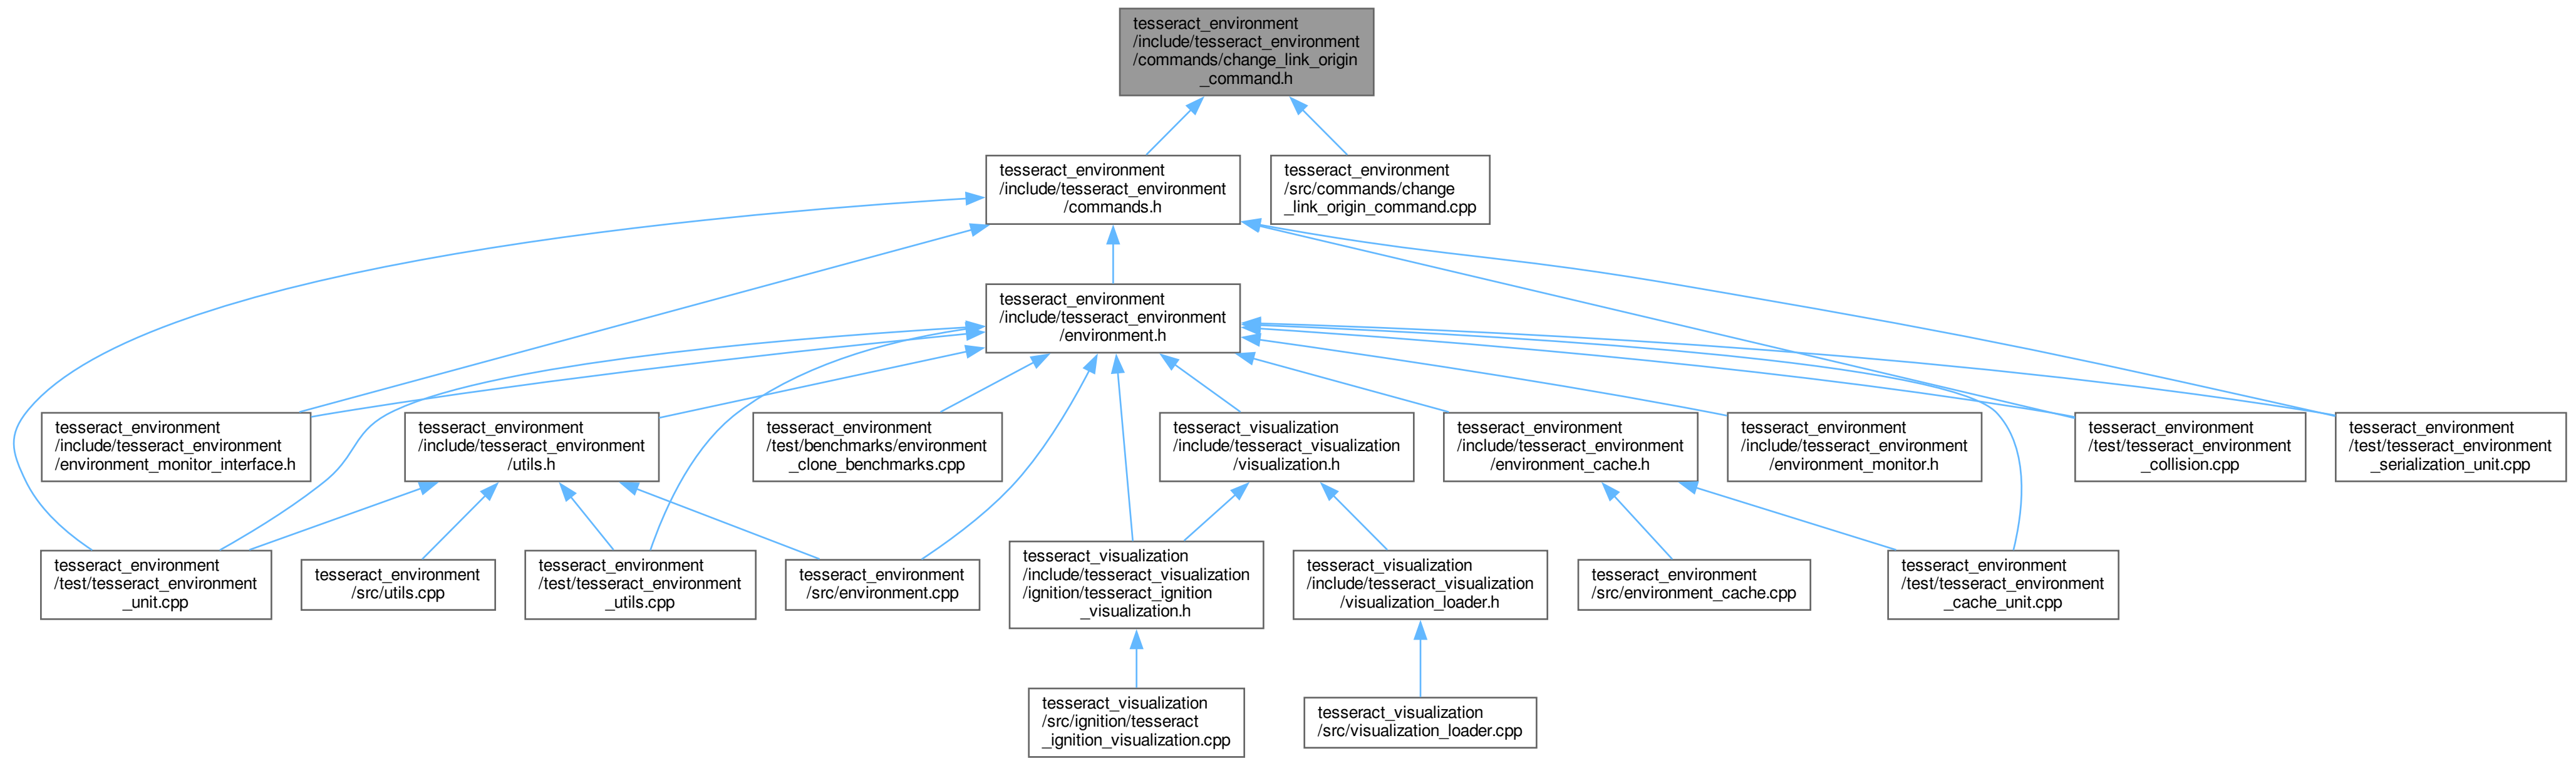 tesseract_environment
/include/tesseract_environment
/commands/change_link_origin
_command.h
tesseract_environment
/include/tesseract_environment
/commands.h
tesseract_environment
/src/commands/change
_link_origin_command.cpp
tesseract_environment
/include/tesseract_environment
/environment.h
tesseract_environment
/include/tesseract_environment
/environment_monitor_interface.h
tesseract_environment
/include/tesseract_environment
/utils.h
tesseract_environment
/test/benchmarks/environment
_clone_benchmarks.cpp
tesseract_visualization
/include/tesseract_visualization
/visualization.h
tesseract_environment
/include/tesseract_environment
/environment_cache.h
tesseract_environment
/include/tesseract_environment
/environment_monitor.h
tesseract_environment
/test/tesseract_environment
_collision.cpp
tesseract_environment
/test/tesseract_environment
_serialization_unit.cpp
tesseract_environment
/test/tesseract_environment
_unit.cpp
tesseract_environment
/src/utils.cpp
tesseract_environment
/test/tesseract_environment
_utils.cpp
tesseract_environment
/src/environment.cpp
tesseract_visualization
/include/tesseract_visualization
/ignition/tesseract_ignition
_visualization.h
tesseract_visualization
/include/tesseract_visualization
/visualization_loader.h
tesseract_environment
/src/environment_cache.cpp
tesseract_environment
/test/tesseract_environment
_cache_unit.cpp
tesseract_visualization
/src/ignition/tesseract
_ignition_visualization.cpp
tesseract_visualization
/src/visualization_loader.cpp